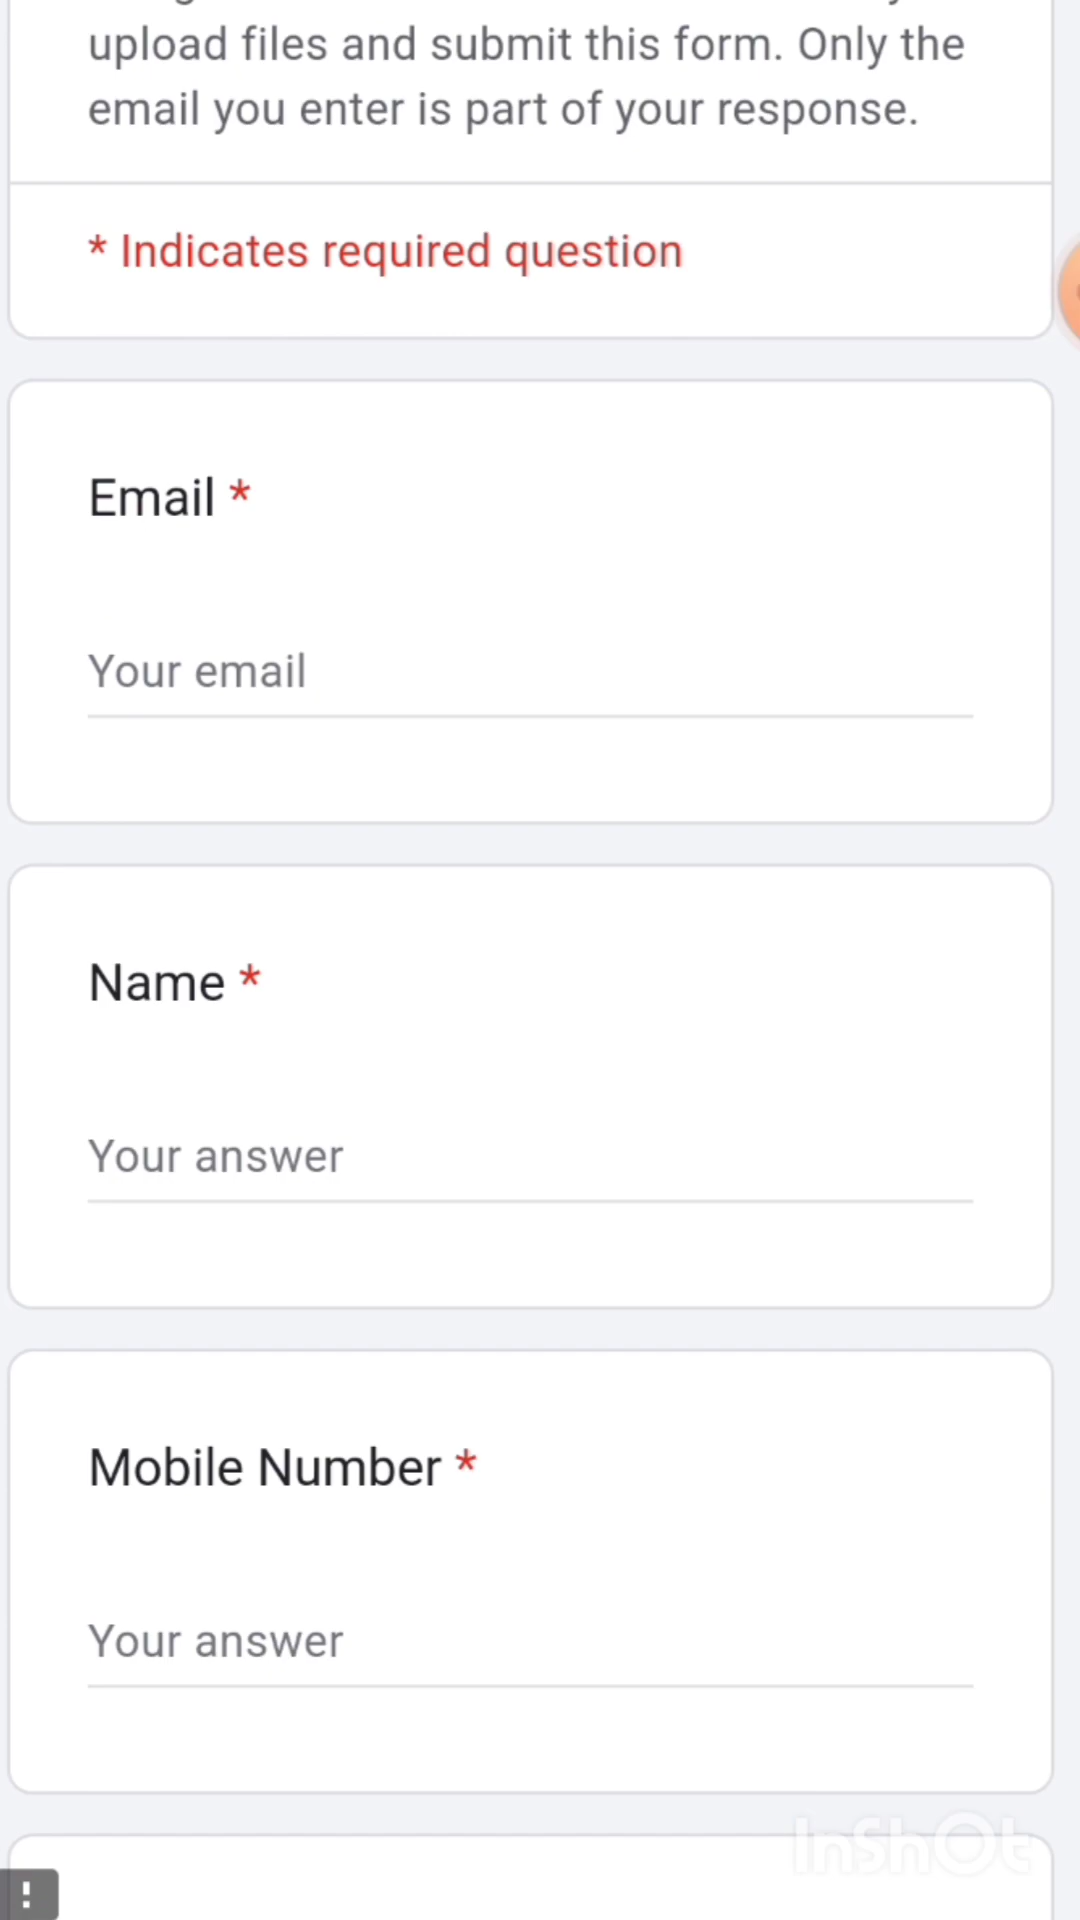 upload files and submit this form. Only the
email you enter is part of your response.
* Indicates required question
Email *
Your email
Name *
Your answer
Mobile Number *
Your answer
InShOt